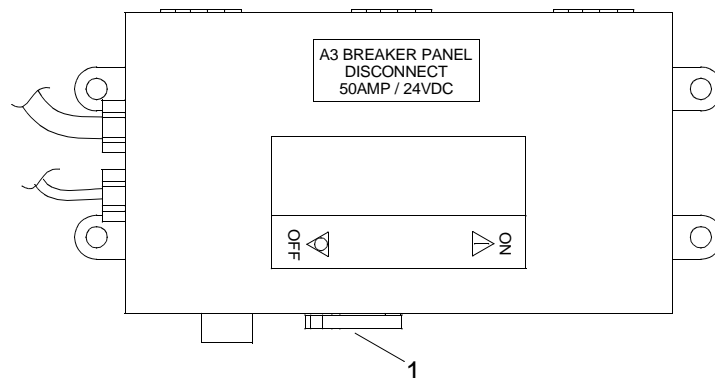 A3 BREAKER PANEL
DISCONNECT
50AMP / 24VDC
OFF
ON
1